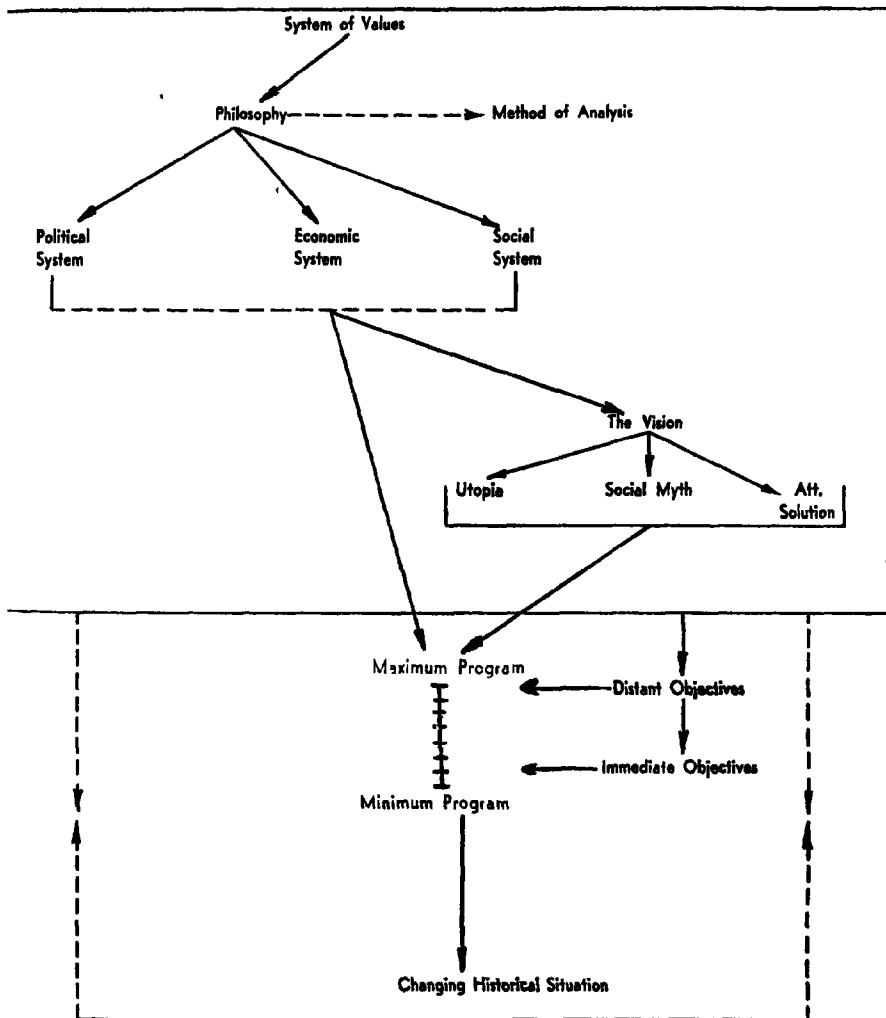 System of Values
Philosophy
Method of Analysis
Political
System
Economic
System
Social
System
The Vision
Utopia
Social Myth
Att.
Solution
Maximum Program
Distant Objectives
Immediate Objectives
Minimum Program
Changing Historical Situation